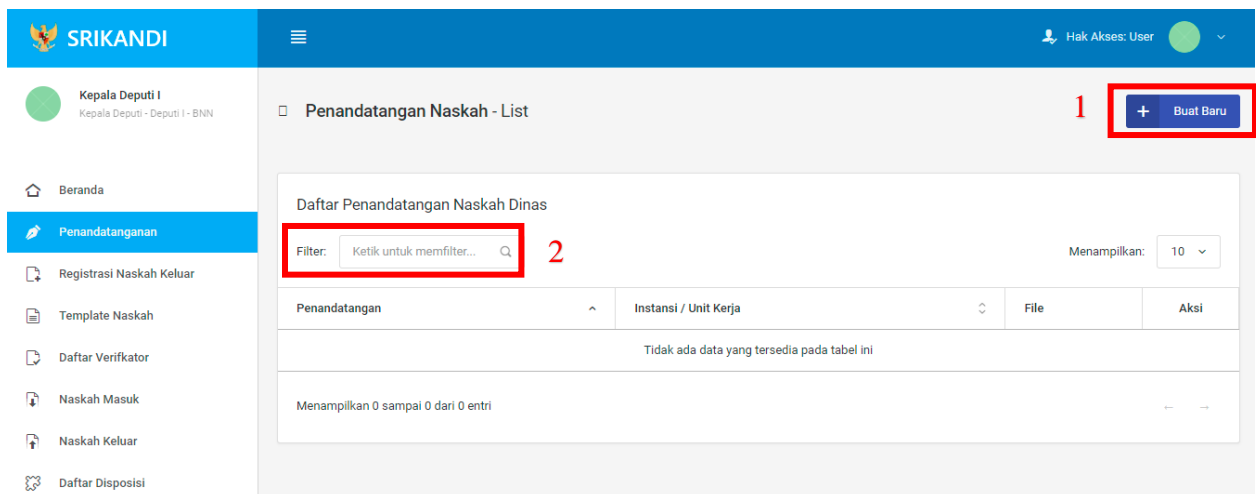 SRIKANDI
Hak Akses: User
Kepala Deputi I
Kepala Deputi - Deputi I - BNN
Penandatangan Naskah - List
1
+ Buat Baru
Beranda
Penandatanganan
Registrasi Naskah Keluar
Template Naskah
Daftar Verifkator
Naskah Masuk
Naskah Keluar
Daftar Disposisi
Daftar Penandatangan Naskah Dinas
Filter: Ketik untuk memfilter... 2 Menampilkan: 10
Penandatangan Instansi / Unit Kerja File Aksi
Tidak ada data yang tersedia pada tabel ini
Menampilkan 0 sampai 0 dari 0 entri ← →